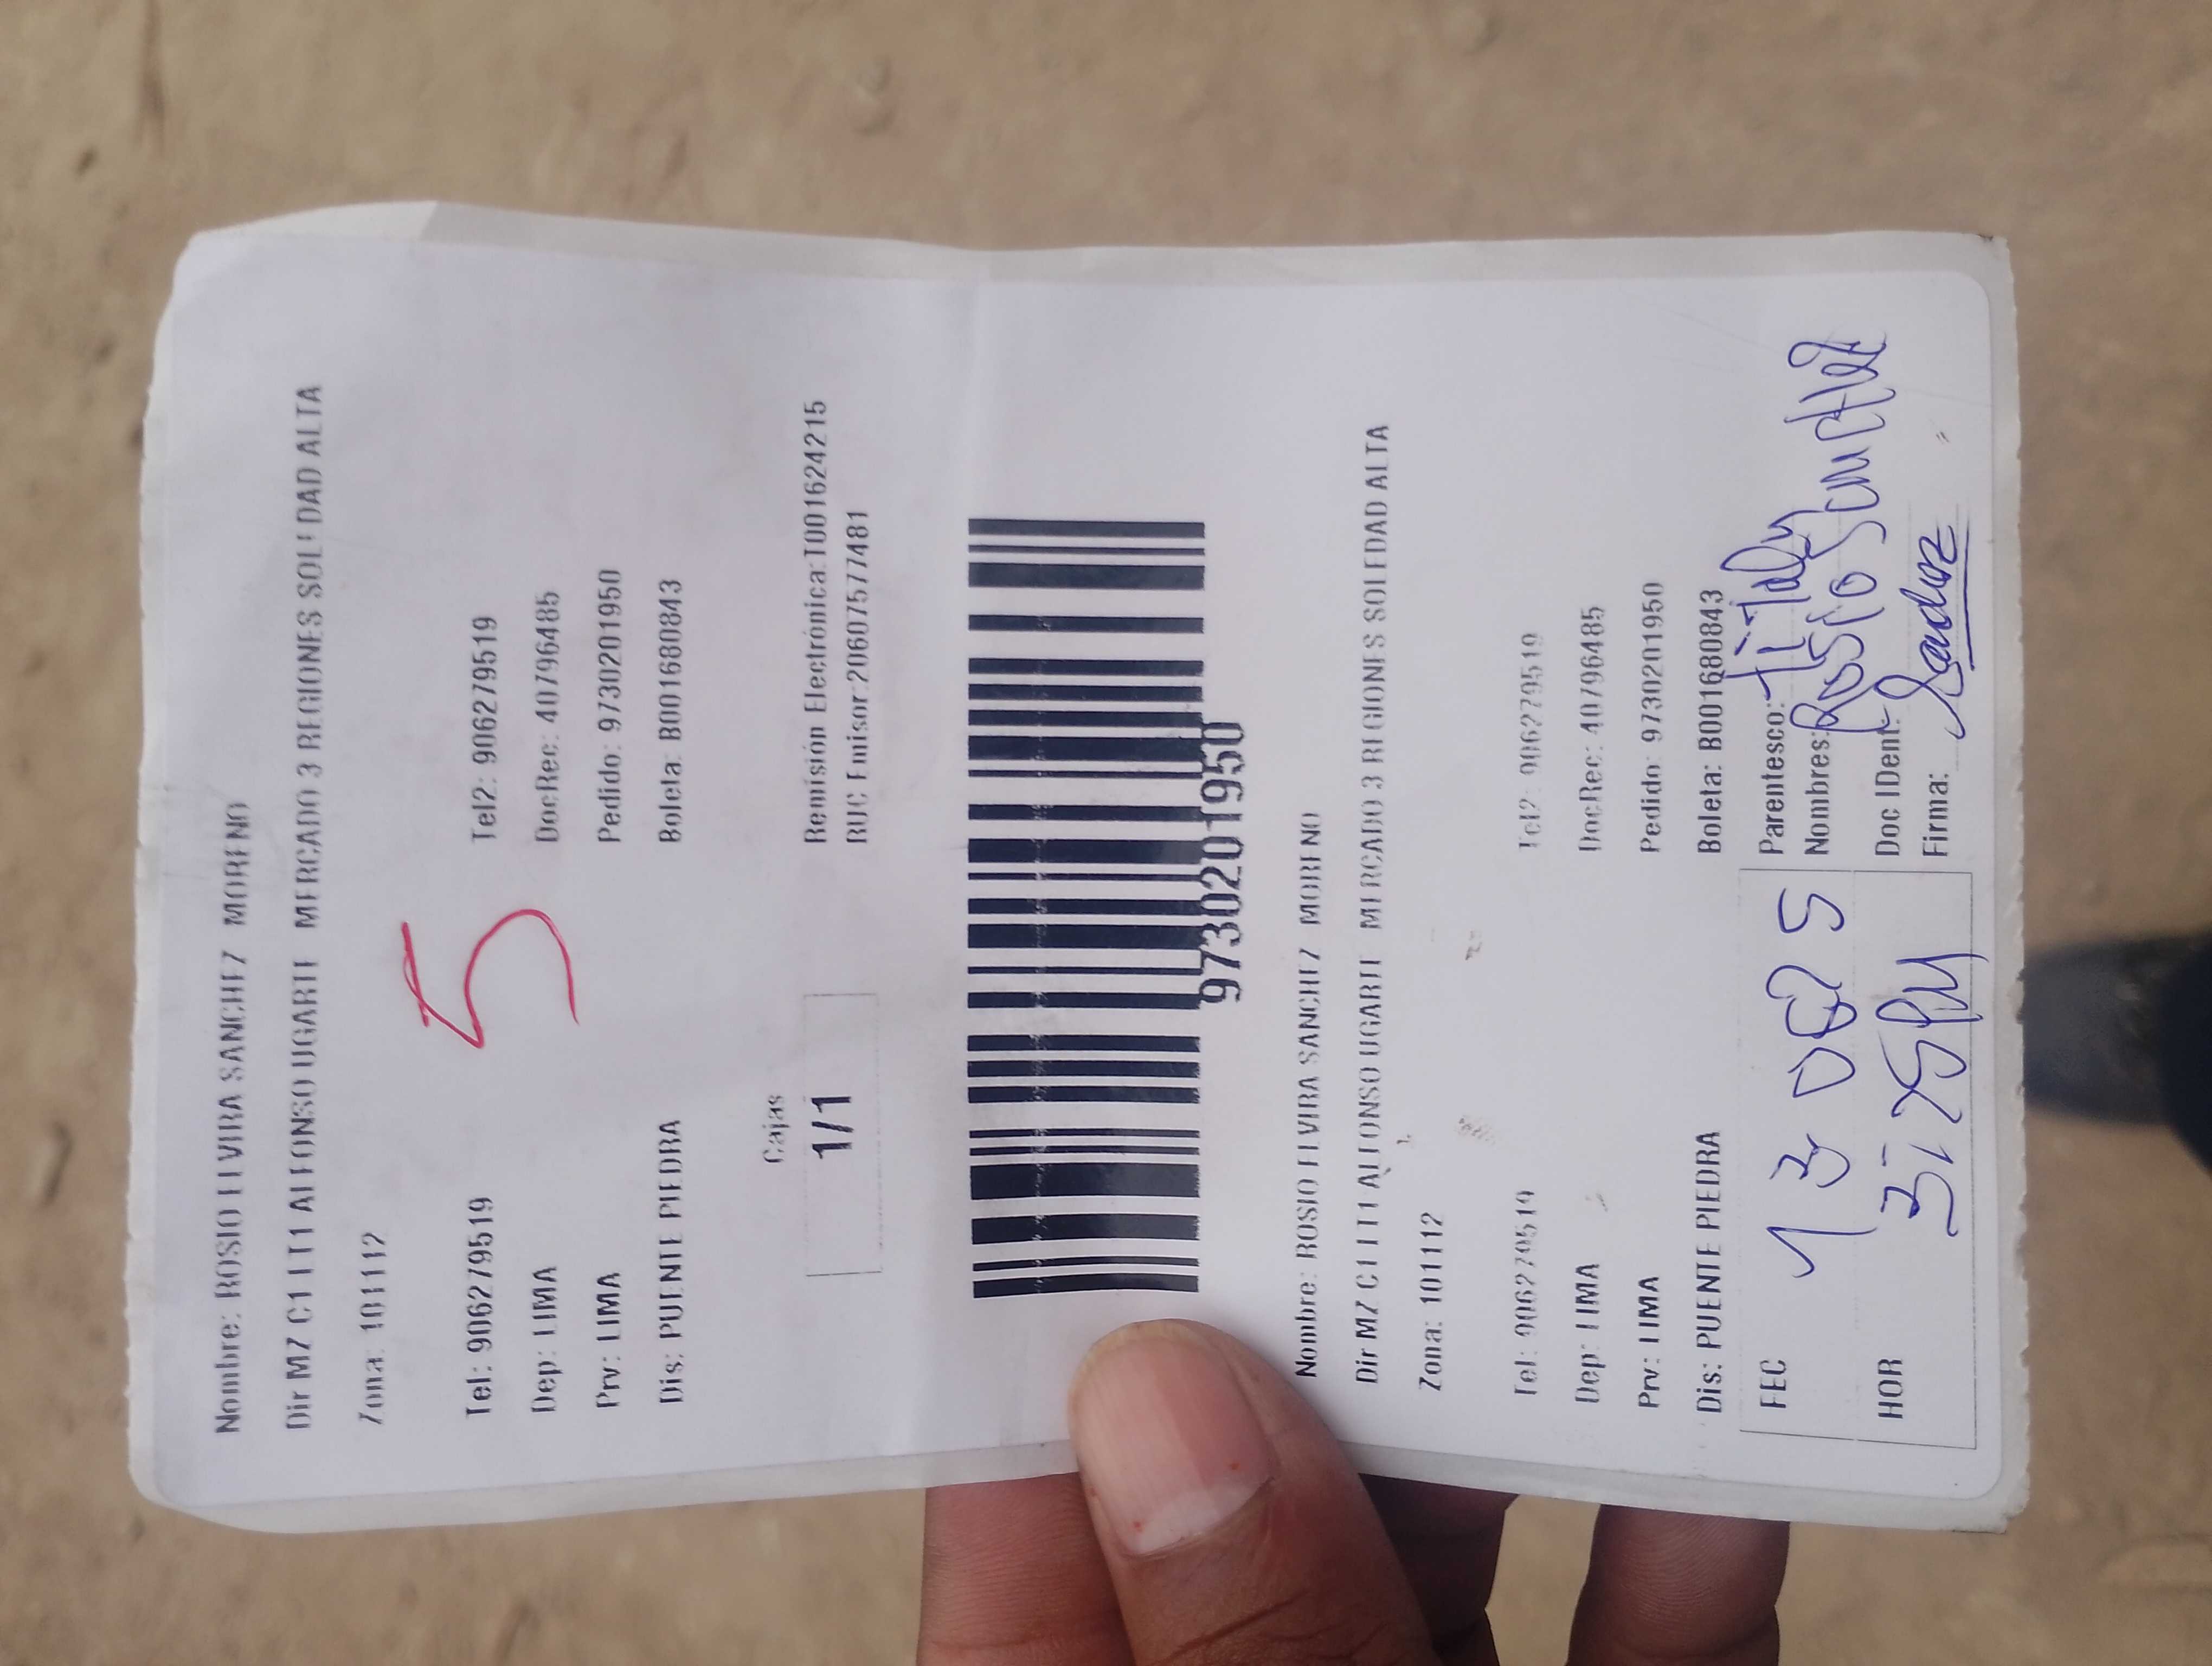 Nombre: ROSIO ELVIRA SANCHEZ MORENO
Dir MZ C1 LT1 ALFONSO UGARTE MERCADO 3 REGIONES SOLEDAD ALTA
Zona: 101112
5
Tel: 906279519 Tel2: 906279519
Dep: LIMA DocRec: 40796485
Prv: LIMA Pedido: 9730201950
Dis: PUENTE PIEDRA Boleta: B001680843
Cajas
1/1
Remisión Electrónica:T001624215
RUC Emisor:20607577481
9730201950
Nombre: ROSIO ELVIRA SANCHEZ MORENO
Dir MZ C1 LT1 ALFONSO UGARTE MERCADO 3 REGIONES SOLEDAD ALTA
Zona: 101112
Tel: 906279519 Tel2: 906279519
Dep: LIMA DocRec: 40796485
Prv: LIMA Pedido: 9730201950
Dis: PUENTE PIEDRA Boleta: B001680843
FEC 13 Parentesco: Titular
Nombres: Rosio Sanchez
HOR Doc IDent:
Firma: